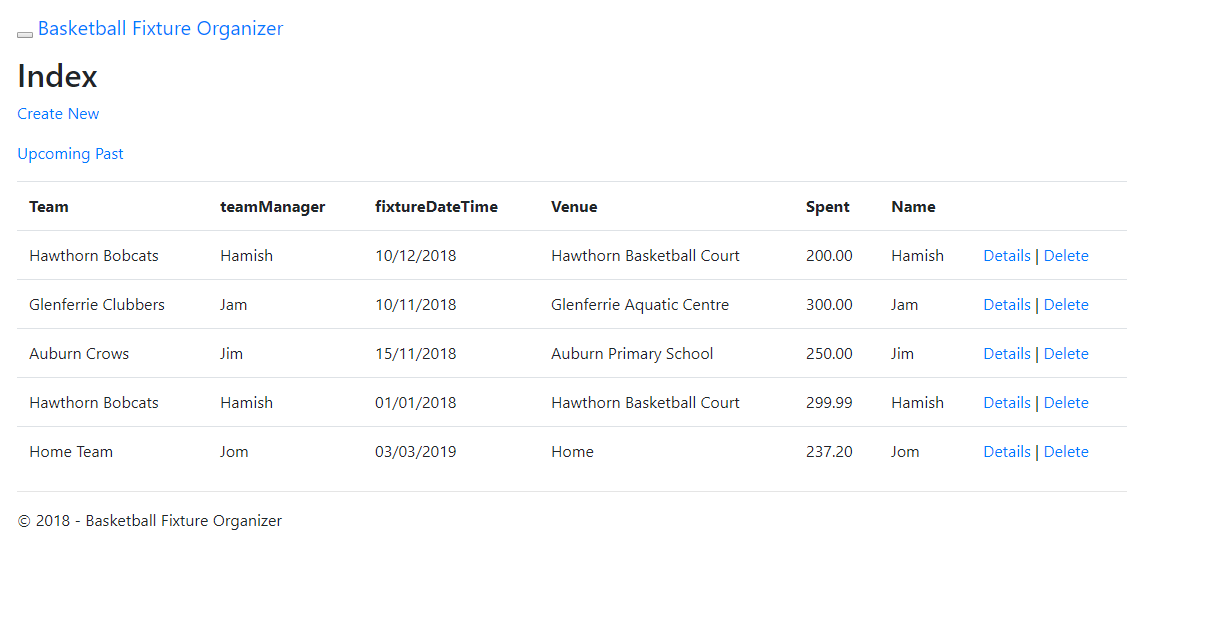 Basketball Fixture Organizer
Index
Create New
Upcoming Past
Team teamManager fixtureDateTime Venue Spent Name
Hawthorn Bobcats Hamish 10/12/2018 Hawthorn Basketball Court 200.00 Hamish Details | Delete
Glenferrie Clubbers Jam 10/11/2018 Glenferrie Aquatic Centre 300.00 Jam Details | Delete
Auburn Crows Jim 15/11/2018 Auburn Primary School 250.00 Jim Details | Delete
Hawthorn Bobcats Hamish 01/01/2018 Hawthorn Basketball Court 299.99 Hamish Details | Delete
Home Team Jom 03/03/2019 Home 237.20 Jom Details | Delete
© 2018 - Basketball Fixture Organizer